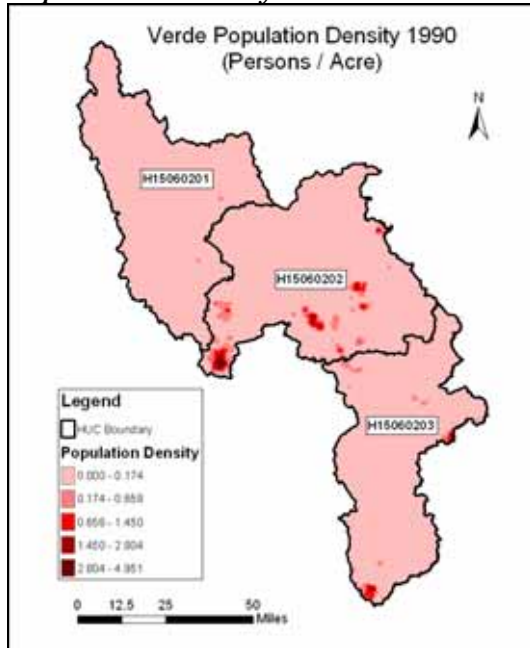 Verde Population Density 1990
(Persons / Acre)
N
H15060201
H15060202
H15060203
Legend
HUC Boundary
Population Density
0.000 - 0.174
0.174 - 0.658
0.658 - 1.450
1.450 - 2.804
2.804 - 4.951
0 12.5 25 50
Miles